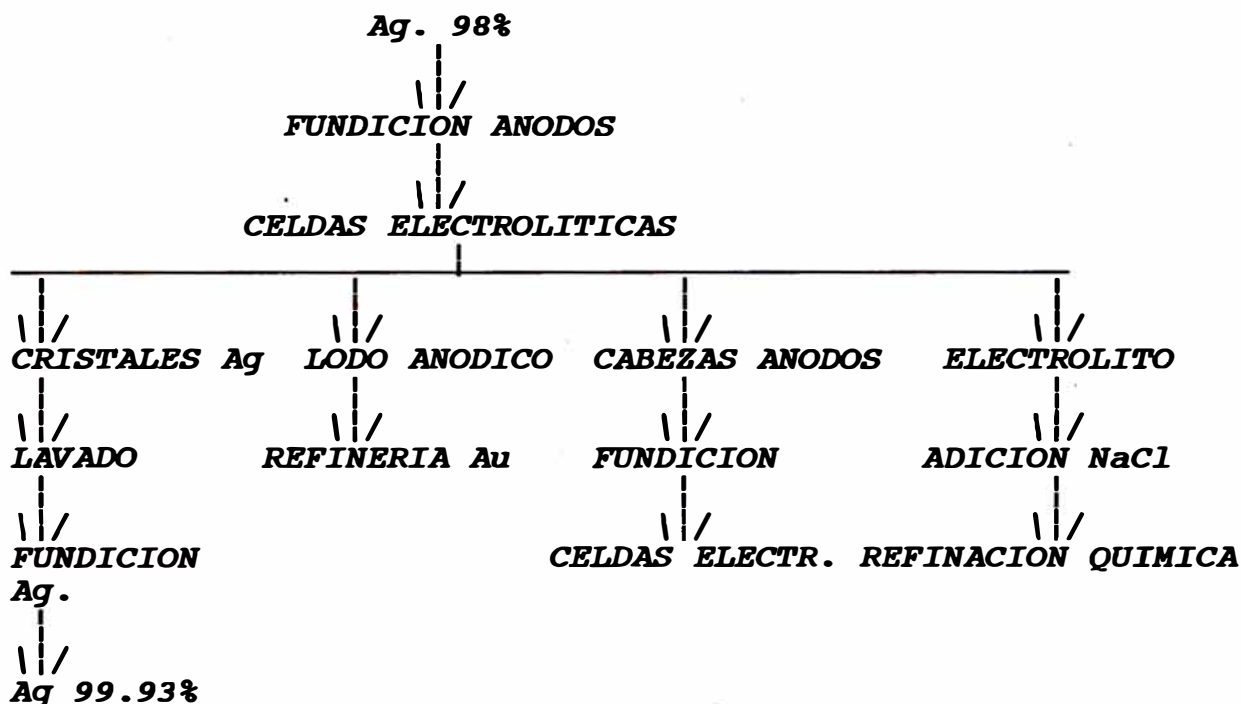 Ag. 98%
FUNDICION ANODOS
CELDAS ELECTROLITICAS
CRISTALES Ag LODO ANODICO CABEZAS ANODOS ELECTROLITO
LAVADO REFINERIA Au FUNDICION ADICION NaCl
FUNDICION CELDAS ELECTR. REFINACION QUIMICA
Ag.
Ag 99.93%